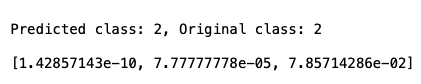 Predicted class: 2, Original class: 2
[1.42857143e-10, 7.77777778e-05, 7.85714286e-02]